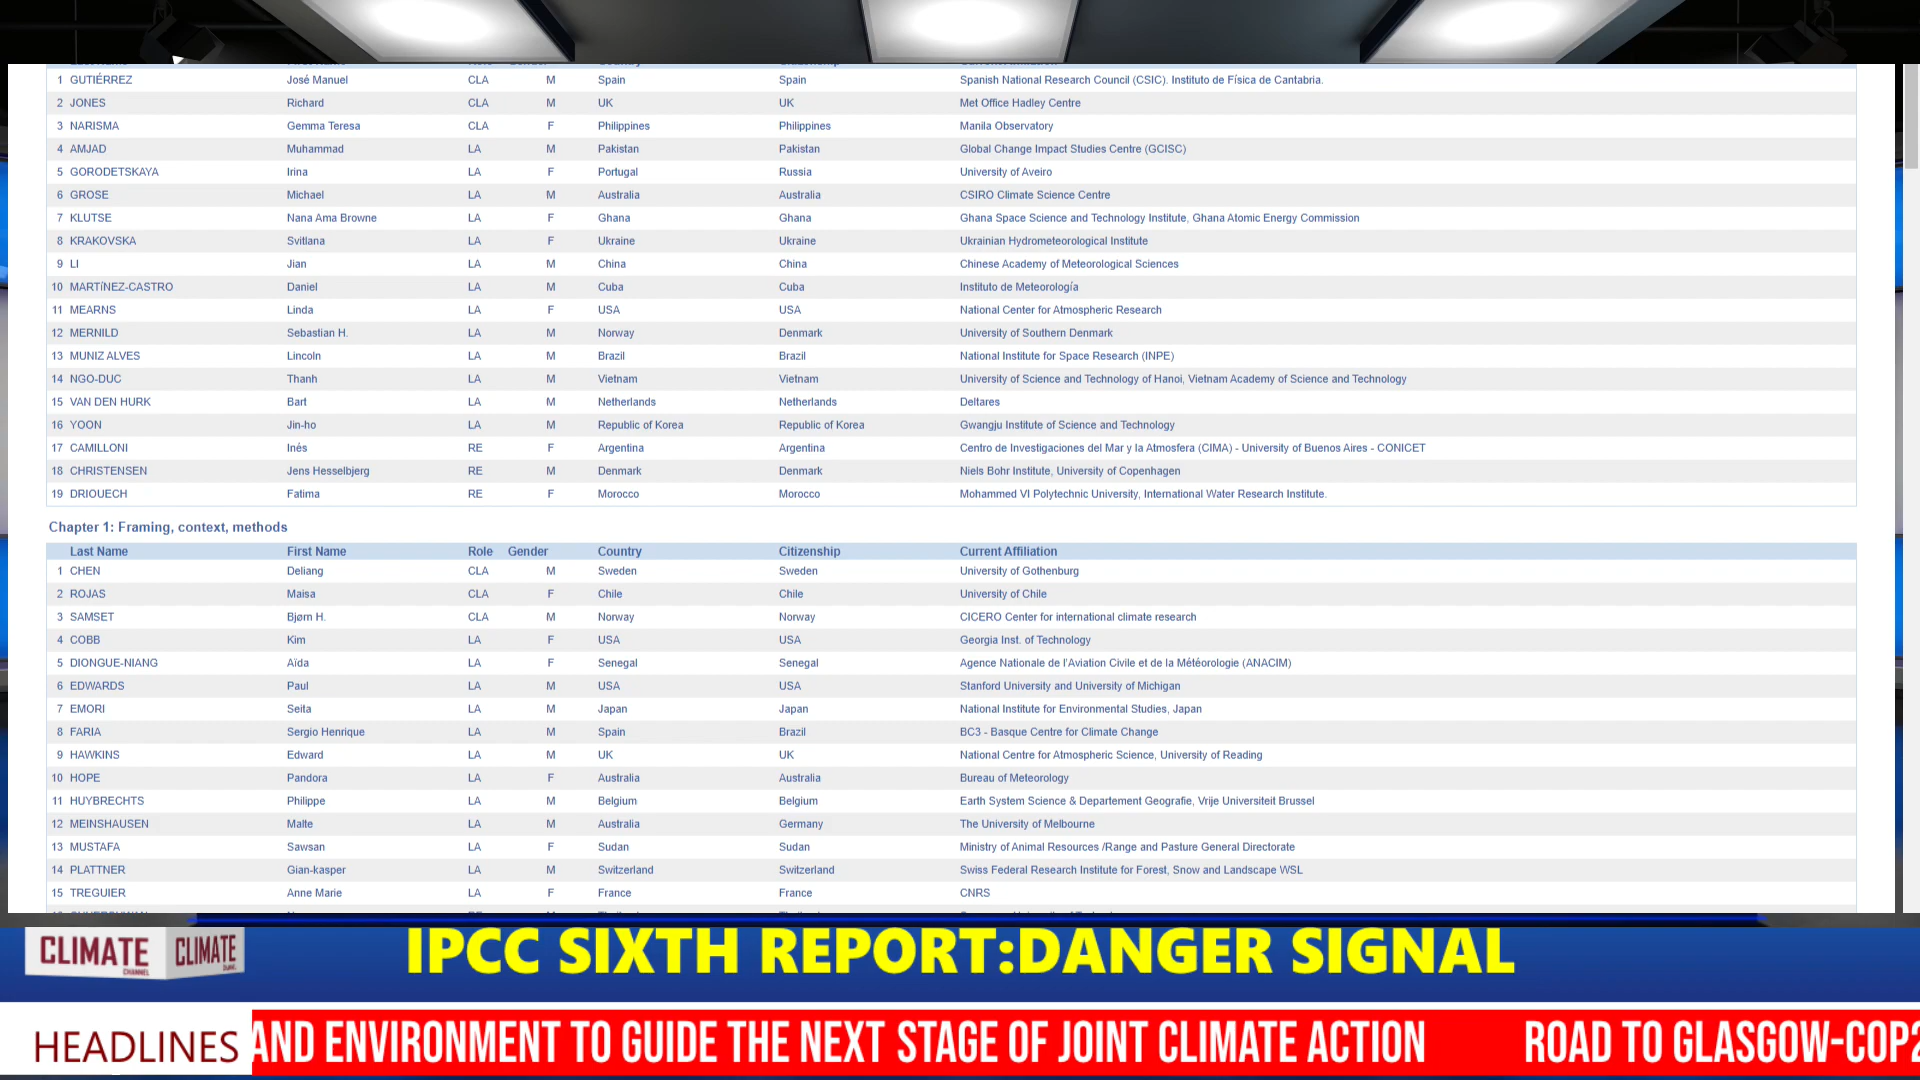 1 GUTIÉRREZ José Manuel CLA M Spain Spain Spanish National Research Council (CSIC). Instituto de Física de Cantabria.
2 JONES Richard CLA M UK UK Met Office Hadley Centre
3 NARISMA Gemma Teresa CLA F Philippines Philippines Manila Observatory
4 AMJAD Muhammad LA M Pakistan Pakistan Global Change Impact Studies Centre (GCISC)
5 GORODETSKAYA Irina LA F Portugal Russia University of Aveiro
6 GROSE Michael LA M Australia Australia CSIRO Climate Science Centre
7 KLUTSE Nana Ama Browne LA F Ghana Ghana Ghana Space Science and Technology Institute, Ghana Atomic Energy Commission
8 KRAKOVSKA Svitlana LA F Ukraine Ukraine Ukrainian Hydrometeorological Institute
9 LI Jian LA M China China Chinese Academy of Meteorological Sciences
10 MARTíNEZ-CASTRO Daniel LA M Cuba Cuba Instituto de Meteorología
11 MEARNS Linda LA F USA USA National Center for Atmospheric Research
12 MERNILD Sebastian H. LA M Norway Denmark University of Southern Denmark
13 MUNIZ ALVES Lincoln LA M Brazil Brazil National Institute for Space Research (INPE)
14 NGO-DUC Thanh LA M Vietnam Vietnam University of Science and Technology of Hanoi, Vietnam Academy of Science and Technology
15 VAN DEN HURK Bart LA M Netherlands Netherlands Deltares
16 YOON Jin-ho LA M Republic of Korea Republic of Korea Gwangju Institute of Science and Technology
17 CAMILLONI Inés RE F Argentina Argentina Centro de Investigaciones del Mar y la Atmosfera (CIMA) - University of Buenos Aires - CONICET
18 CHRISTENSEN Jens Hesselbjerg RE M Denmark Denmark Niels Bohr Institute, University of Copenhagen
19 DRIOUECH Fatima RE F Morocco Morocco Mohammed VI Polytechnic University, International Water Research Institute.
Chapter 1: Framing, context, methods
Last Name First Name Role Gender Country Citizenship Current Affiliation
1 CHEN Deliang CLA M Sweden Sweden University of Gothenburg
2 ROJAS Maisa CLA F Chile Chile University of Chile
3 SAMSET Bjørn H. CLA M Norway Norway CICERO Center for international climate research
4 COBB Kim LA F USA USA Georgia Inst. of Technology
5 DIONGUE-NIANG Aïda LA F Senegal Senegal Agence Nationale de l'Aviation Civile et de la Météorologie (ANACIM)
6 EDWARDS Paul LA M USA USA Stanford University and University of Michigan
7 EMORI Seita LA M Japan Japan National Institute for Environmental Studies, Japan
8 FARIA Sergio Henrique LA M Spain Brazil BC3 - Basque Centre for Climate Change
9 HAWKINS Edward LA M UK UK National Centre for Atmospheric Science, University of Reading
10 HOPE Pandora LA F Australia Australia Bureau of Meteorology
11 HUYBRECHTS Philippe LA M Belgium Belgium Earth System Science & Departement Geografie, Vrije Universiteit Brussel
12 MEINSHAUSEN Malte LA M Australia Germany The University of Melbourne
13 MUSTAFA Sawsan LA F Sudan Sudan Ministry of Animal Resources /Range and Pasture General Directorate
14 PLATTNER Gian-kasper LA M Switzerland Switzerland Swiss Federal Research Institute for Forest, Snow and Landscape WSL
15 TREGUIER Anne Marie LA F France France CNRS
CLIMATE CHANNEL CLIMATE
IPCC SIXTH REPORT:DANGER SIGNAL
HEADLINES AND ENVIRONMENT TO GUIDE THE NEXT STAGE OF JOINT CLIMATE ACTION ROAD TO GLASGOW-COP2